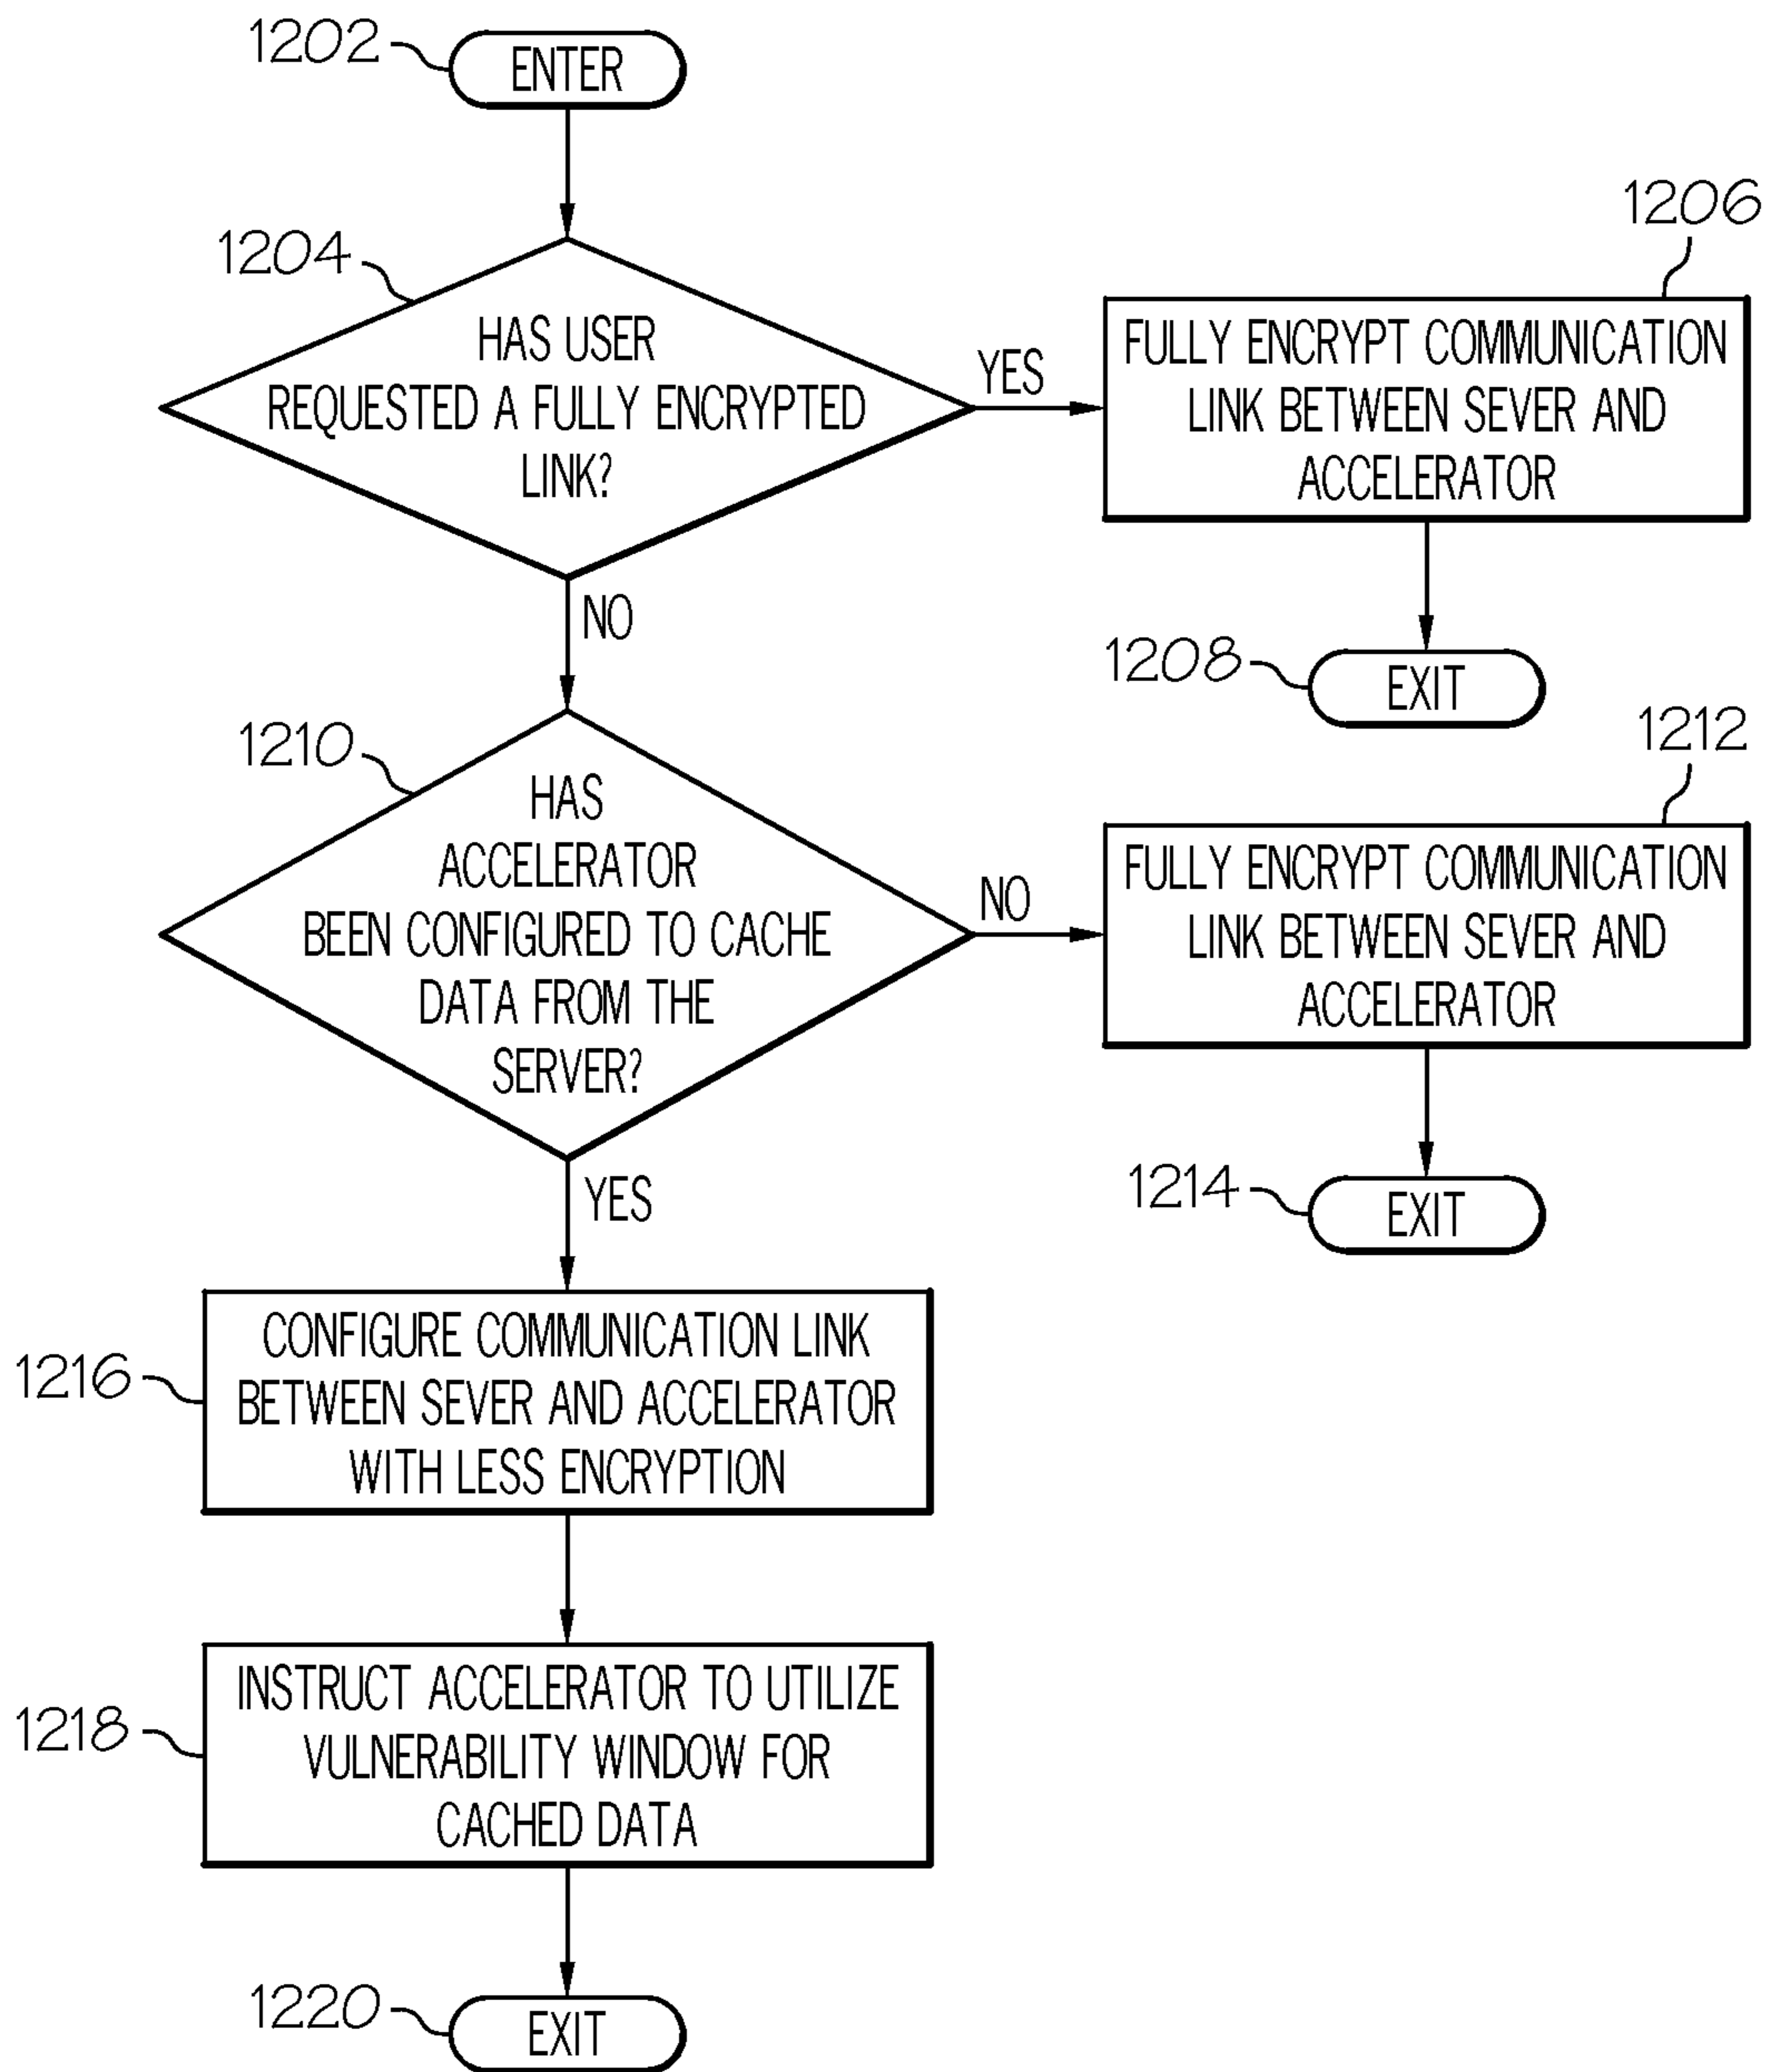 1202
ENTER
1204
HAS USER
REQUESTED A FULLY ENCRYPTED
LINK?
YES
1206
FULLY ENCRYPT COMMUNICATION
LINK BETWEEN SEVER AND
ACCELERATOR
1208
EXIT
NO
1210
HAS
ACCELERATOR
BEEN CONFIGURED TO CACHE
DATA FROM THE
SERVER?
NO
1212
FULLY ENCRYPT COMMUNICATION
LINK BETWEEN SEVER AND
ACCELERATOR
1214
EXIT
YES
1216
CONFIGURE COMMUNICATION LINK
BETWEEN SEVER AND ACCELERATOR
WITH LESS ENCRYPTION
1218
INSTRUCT ACCELERATOR TO UTILIZE
VULNERABILITY WINDOW FOR
CACHED DATA
1220
EXIT